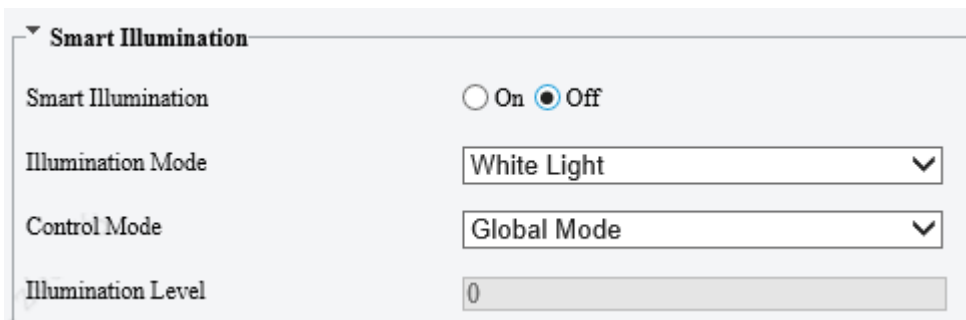 Smart Illumination
Smart Illumination On Off
Illumination Mode White Light
Control Mode Global Mode
Illumination Level 0